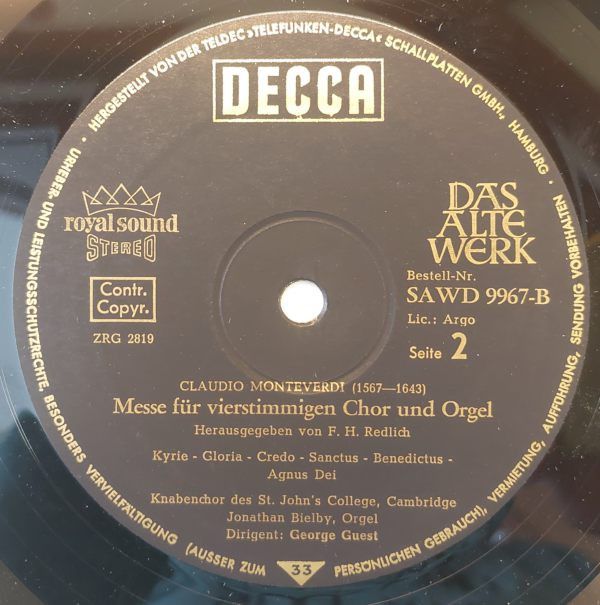 · HERGESTELLT VON DER TELDEC »TELEFUNKEN-DECCA« SCHALLPLATTEN GMBH., HAMBURG ·
URHEBER- UND LEISTUNGSSCHUTZRECHTE, BESONDERS VERVIELFÄLTIGUNG (AUSSER ZUM PERSÖNLICHEN GEBRAUCH), VERMIETUNG, AUFFÜHRUNG, SENDUNG VORBEHALTEN.
DECCA
royal sound
STEREO
Contr.
Copyr.
ZRG 2819
DAS
ALTE
WERK
Bestell-Nr.
SAWD 9967-B
Lic.: Argo
Seite 2
CLAUDIO MONTEVERDI (1567—1643)
Messe für vierstimmigen Chor und Orgel
Herausgegeben von F. H. Redlich
Kyrie - Gloria - Credo - Sanctus - Benedictus -
Agnus Dei
Knabenchor des St. John's College, Cambridge
Jonathan Bielby, Orgel
Dirigent: George Guest
33